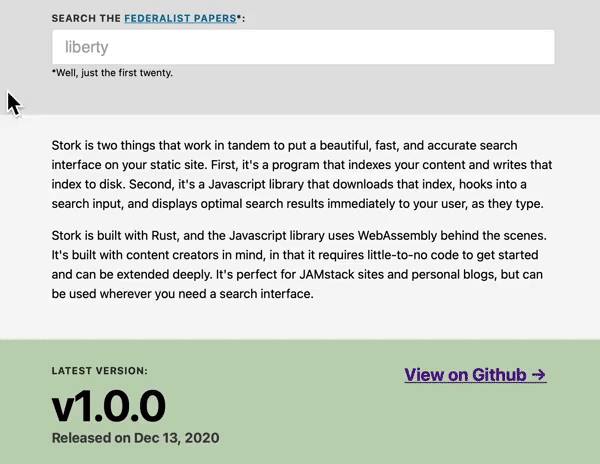 SEARCH THE FEDERALIST PAPERS*:
liberty
*Well, just the first twenty.
Stork is two things that work in tandem to put a beautiful, fast, and accurate search
interface on your static site. First, it's a program that indexes your content and writes that
index to disk. Second, it's a Javascript library that downloads that index, hooks into a
search input, and displays optimal search results immediately to your user, as they type.
Stork is built with Rust, and the Javascript library uses WebAssembly behind the scenes.
It's built with content creators in mind, in that it requires little-to-no code to get started
and can be extended deeply. It's perfect for JAMstack sites and personal blogs, but can
be used wherever you need a search interface.
LATEST VERSION:
View on Github →
v1.0.0
Released on Dec 13, 2020